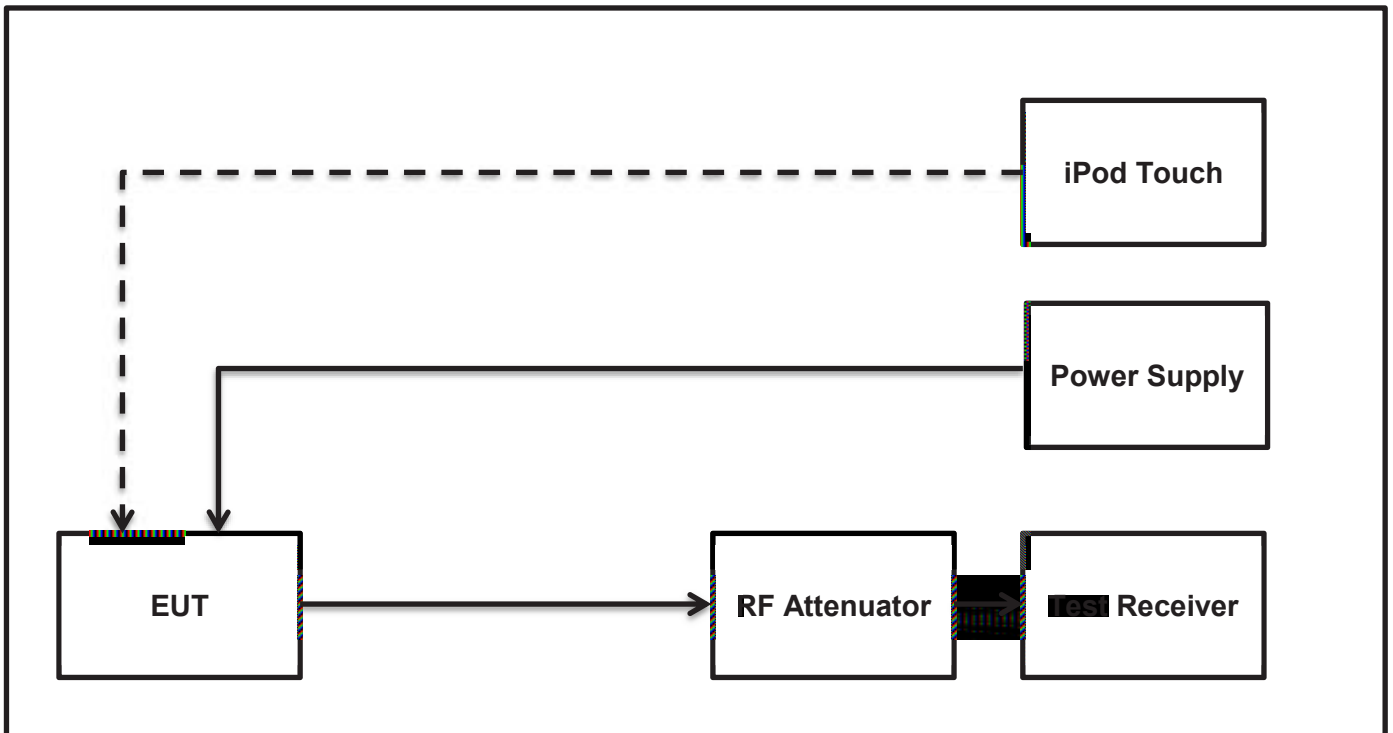 iPod Touch
Power Supply
EUT
RF Attenuator
Test Receiver